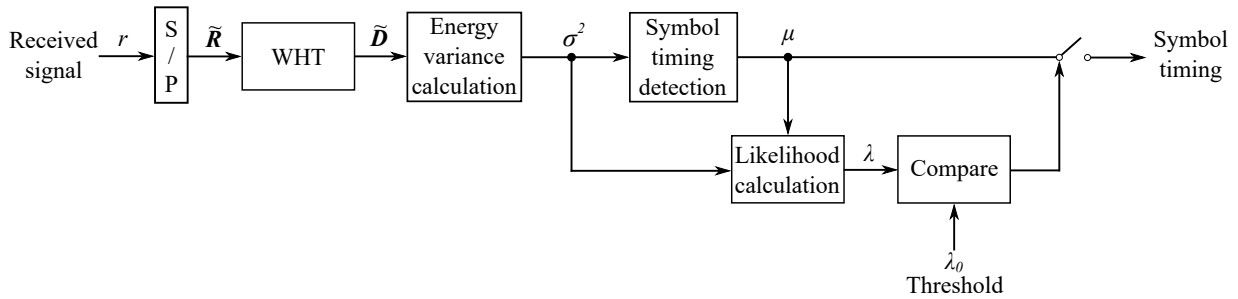 Received
signal
r
S
/
P
R̃
WHT
D̃
Energy
variance
calculation
σ²
Symbol
timing
detection
μ
Symbol
timing
Likelihood
calculation
λ
Compare
λ₀
Threshold